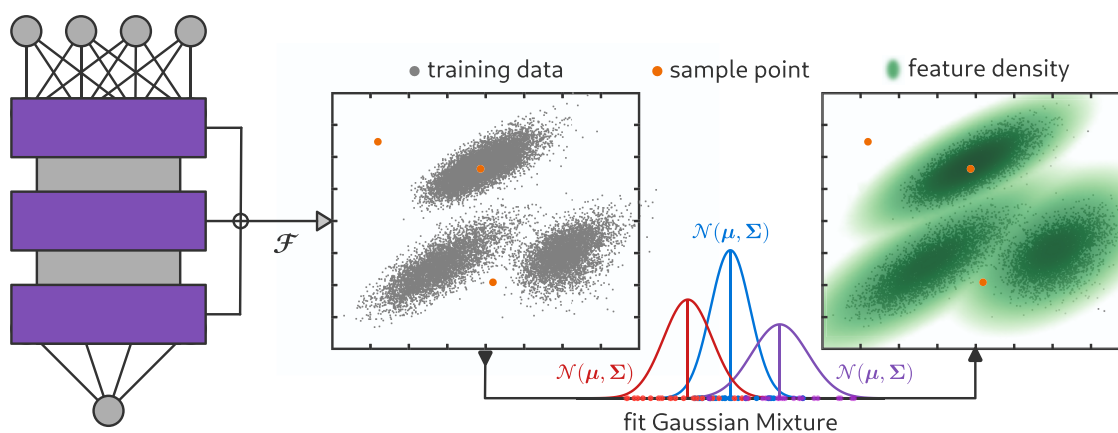 training data
sample point
feature density
ℱ
𝒩(μ, Σ)
𝒩(μ, Σ)
𝒩(μ, Σ)
fit Gaussian Mixture